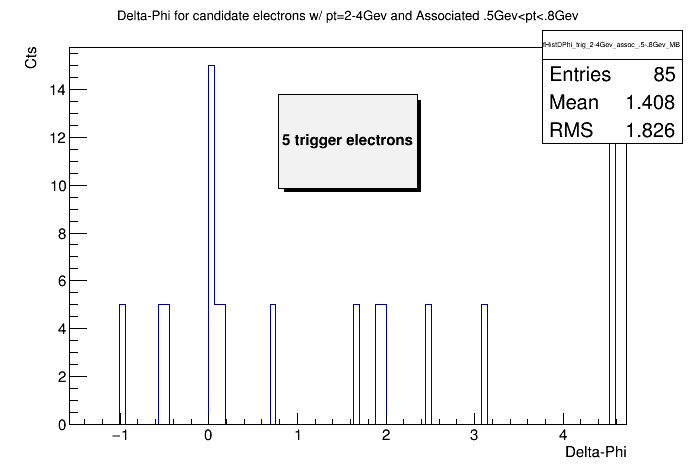 Delta-Phi for candidate electrons w/ pt=2-4Gev and Associated .5Gev<pt<.8Gev
Cts
fHistDPhi_trig_2-4Gev_assoc_.5-.8Gev_MB
Entries 85
Mean 1.408
RMS 1.826
5 trigger electrons
14
12
10
8
6
4
2
0
−1 0 1 2 3 4
Delta-Phi